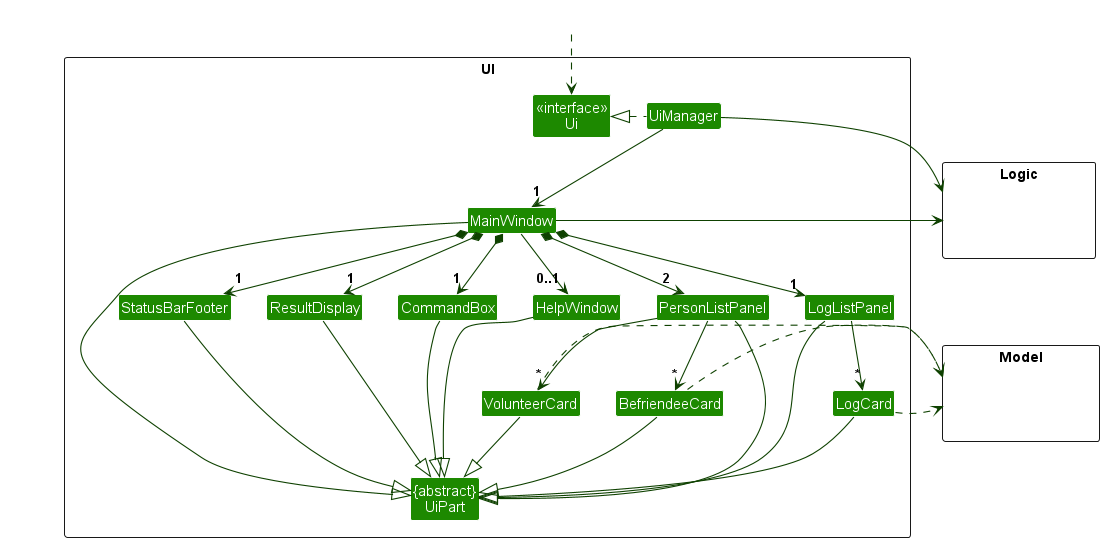 UI
«interface»
Ui
UiManager
Logic
1
MainWindow
1
1
1
0..1
2
1
StatusBarFooter
ResultDisplay
CommandBox
HelpWindow
PersonListPanel
LogListPanel
Model
*
*
*
VolunteerCard
BefriendeeCard
LogCard
{abstract}
UiPart